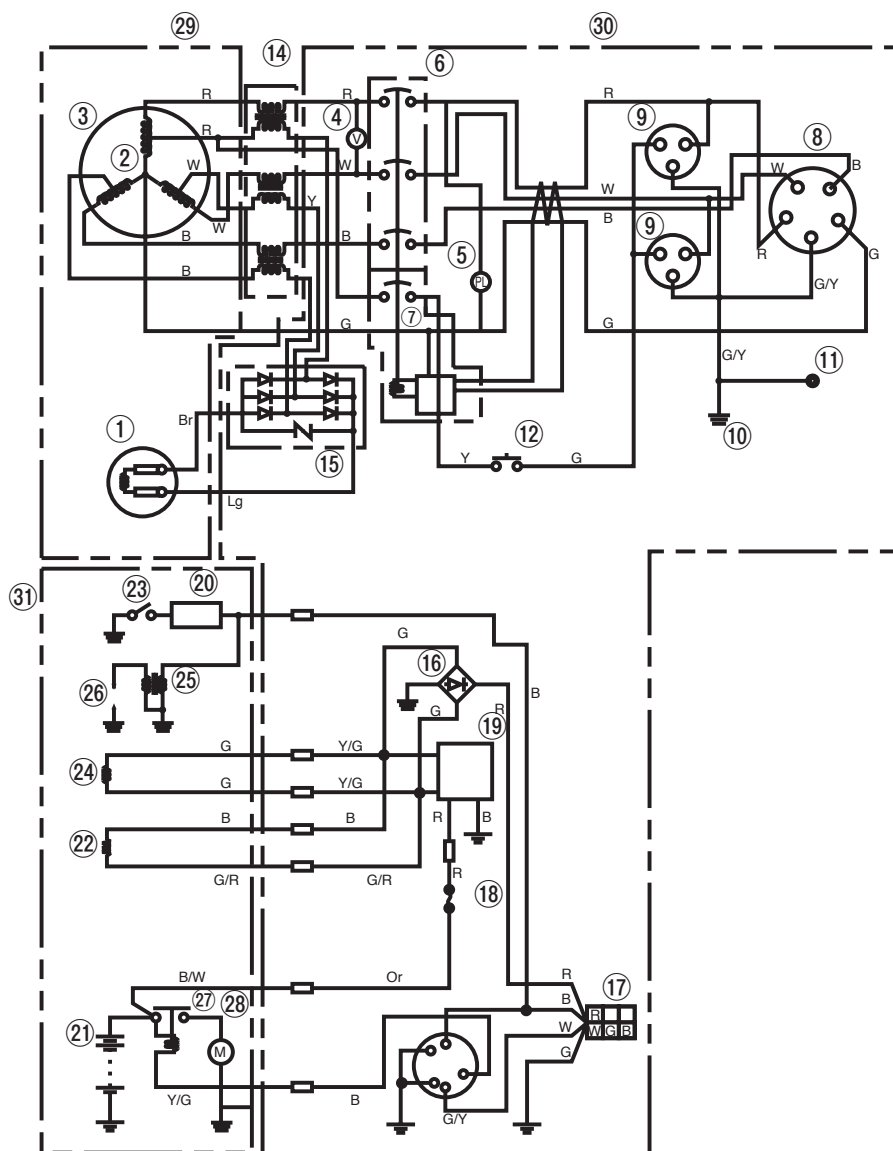 ㉙
⑭
㉚
⑥
R
R
R
③
④
⑨
⑧
R
V
②
W
W
W
B
Y
W
W
B
B
B
⑤
⑨
B
PL
R
G
G/Y
G
⑦
G
G/Y
⑪
Br
⑫
⑩
①
⑮
Y
G
Lg
㉛
㉓
⑳
G
⑯
B
㉖
㉕
G
R
⑲
G
Y/G
㉔
G
Y/G
B
B
R
B
㉒
G/R
G/R
R
⑱
B/W
Or
R
⑰
㉗
㉘
B
R
㉑
W
W
G
B
M
G
Y/G
B
G/Y